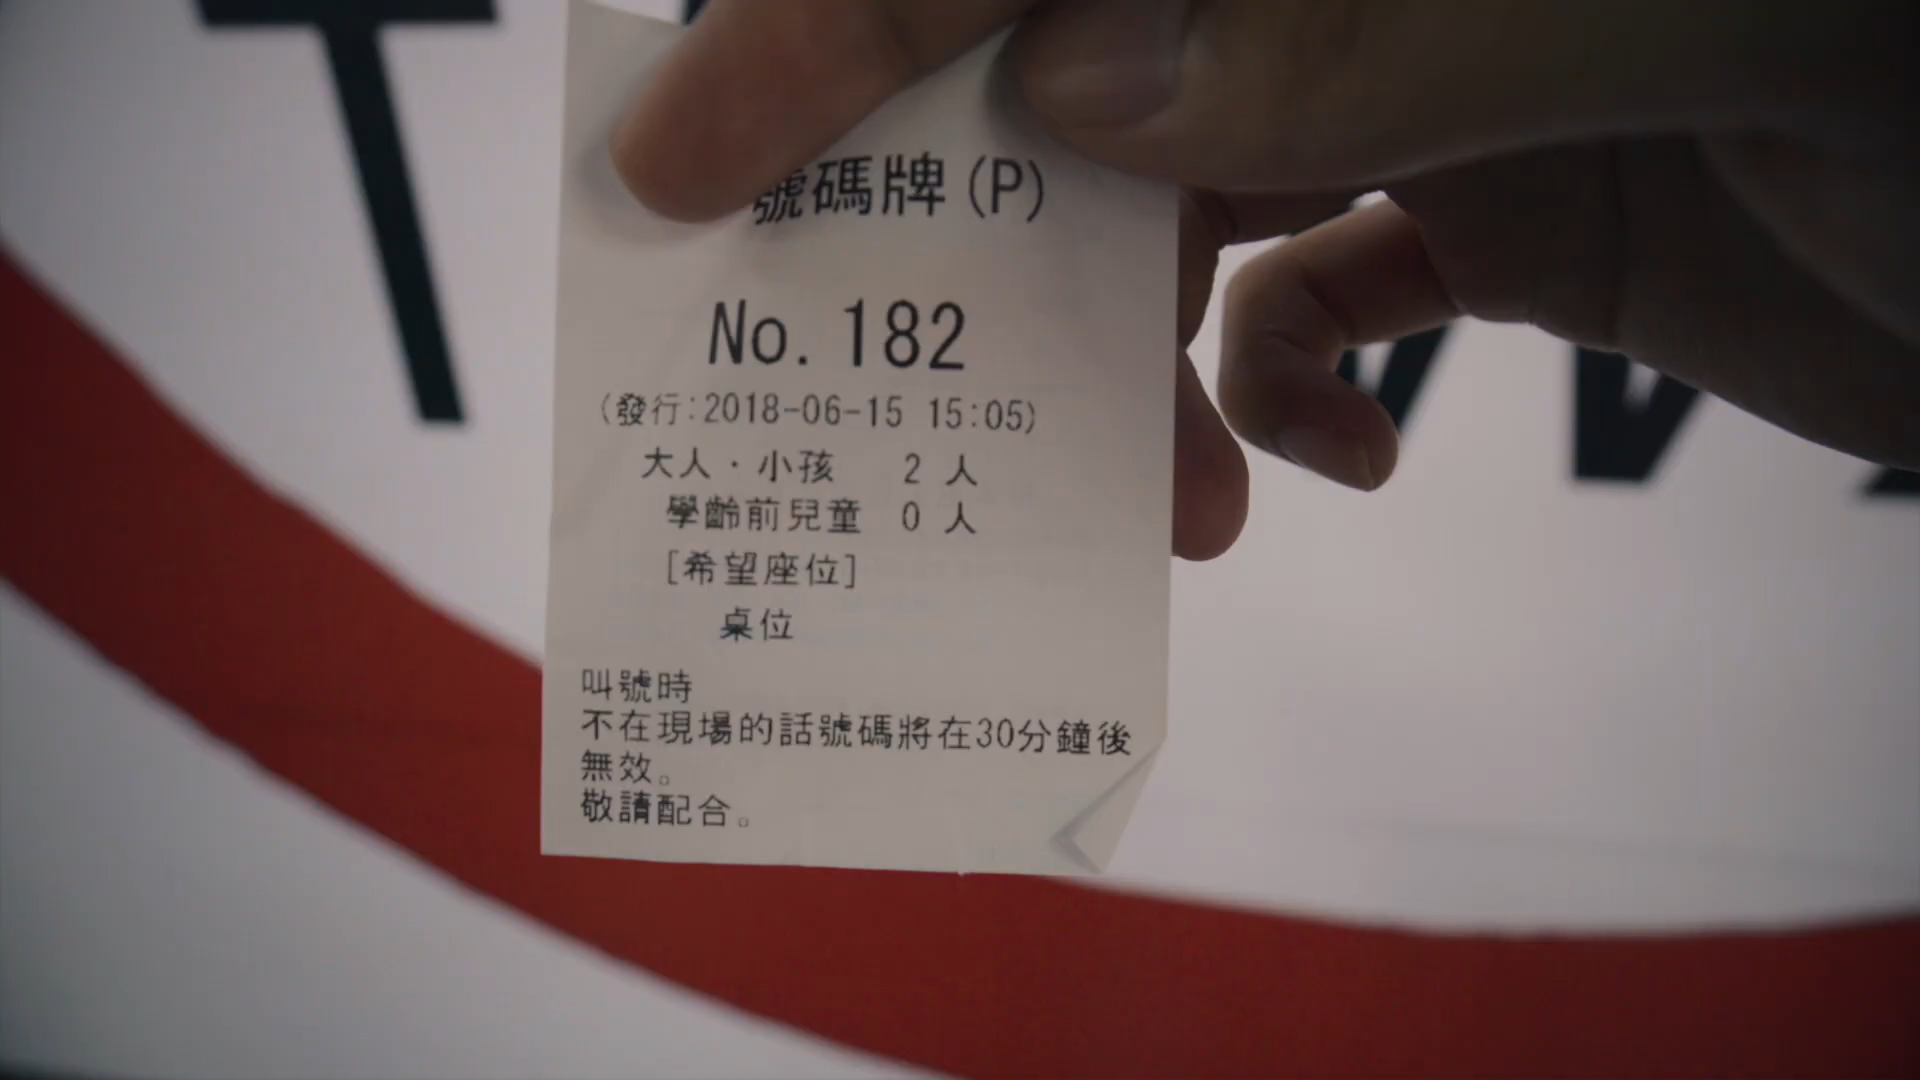 號碼牌(P)
No.182
(發行:2018-06-15 15:05)
大人・小孩 2 人
學齡前兒童 0 人
[希望座位]
桌位
叫號時
不在現場的話號碼將在30分鐘後
無效。
敬請配合。